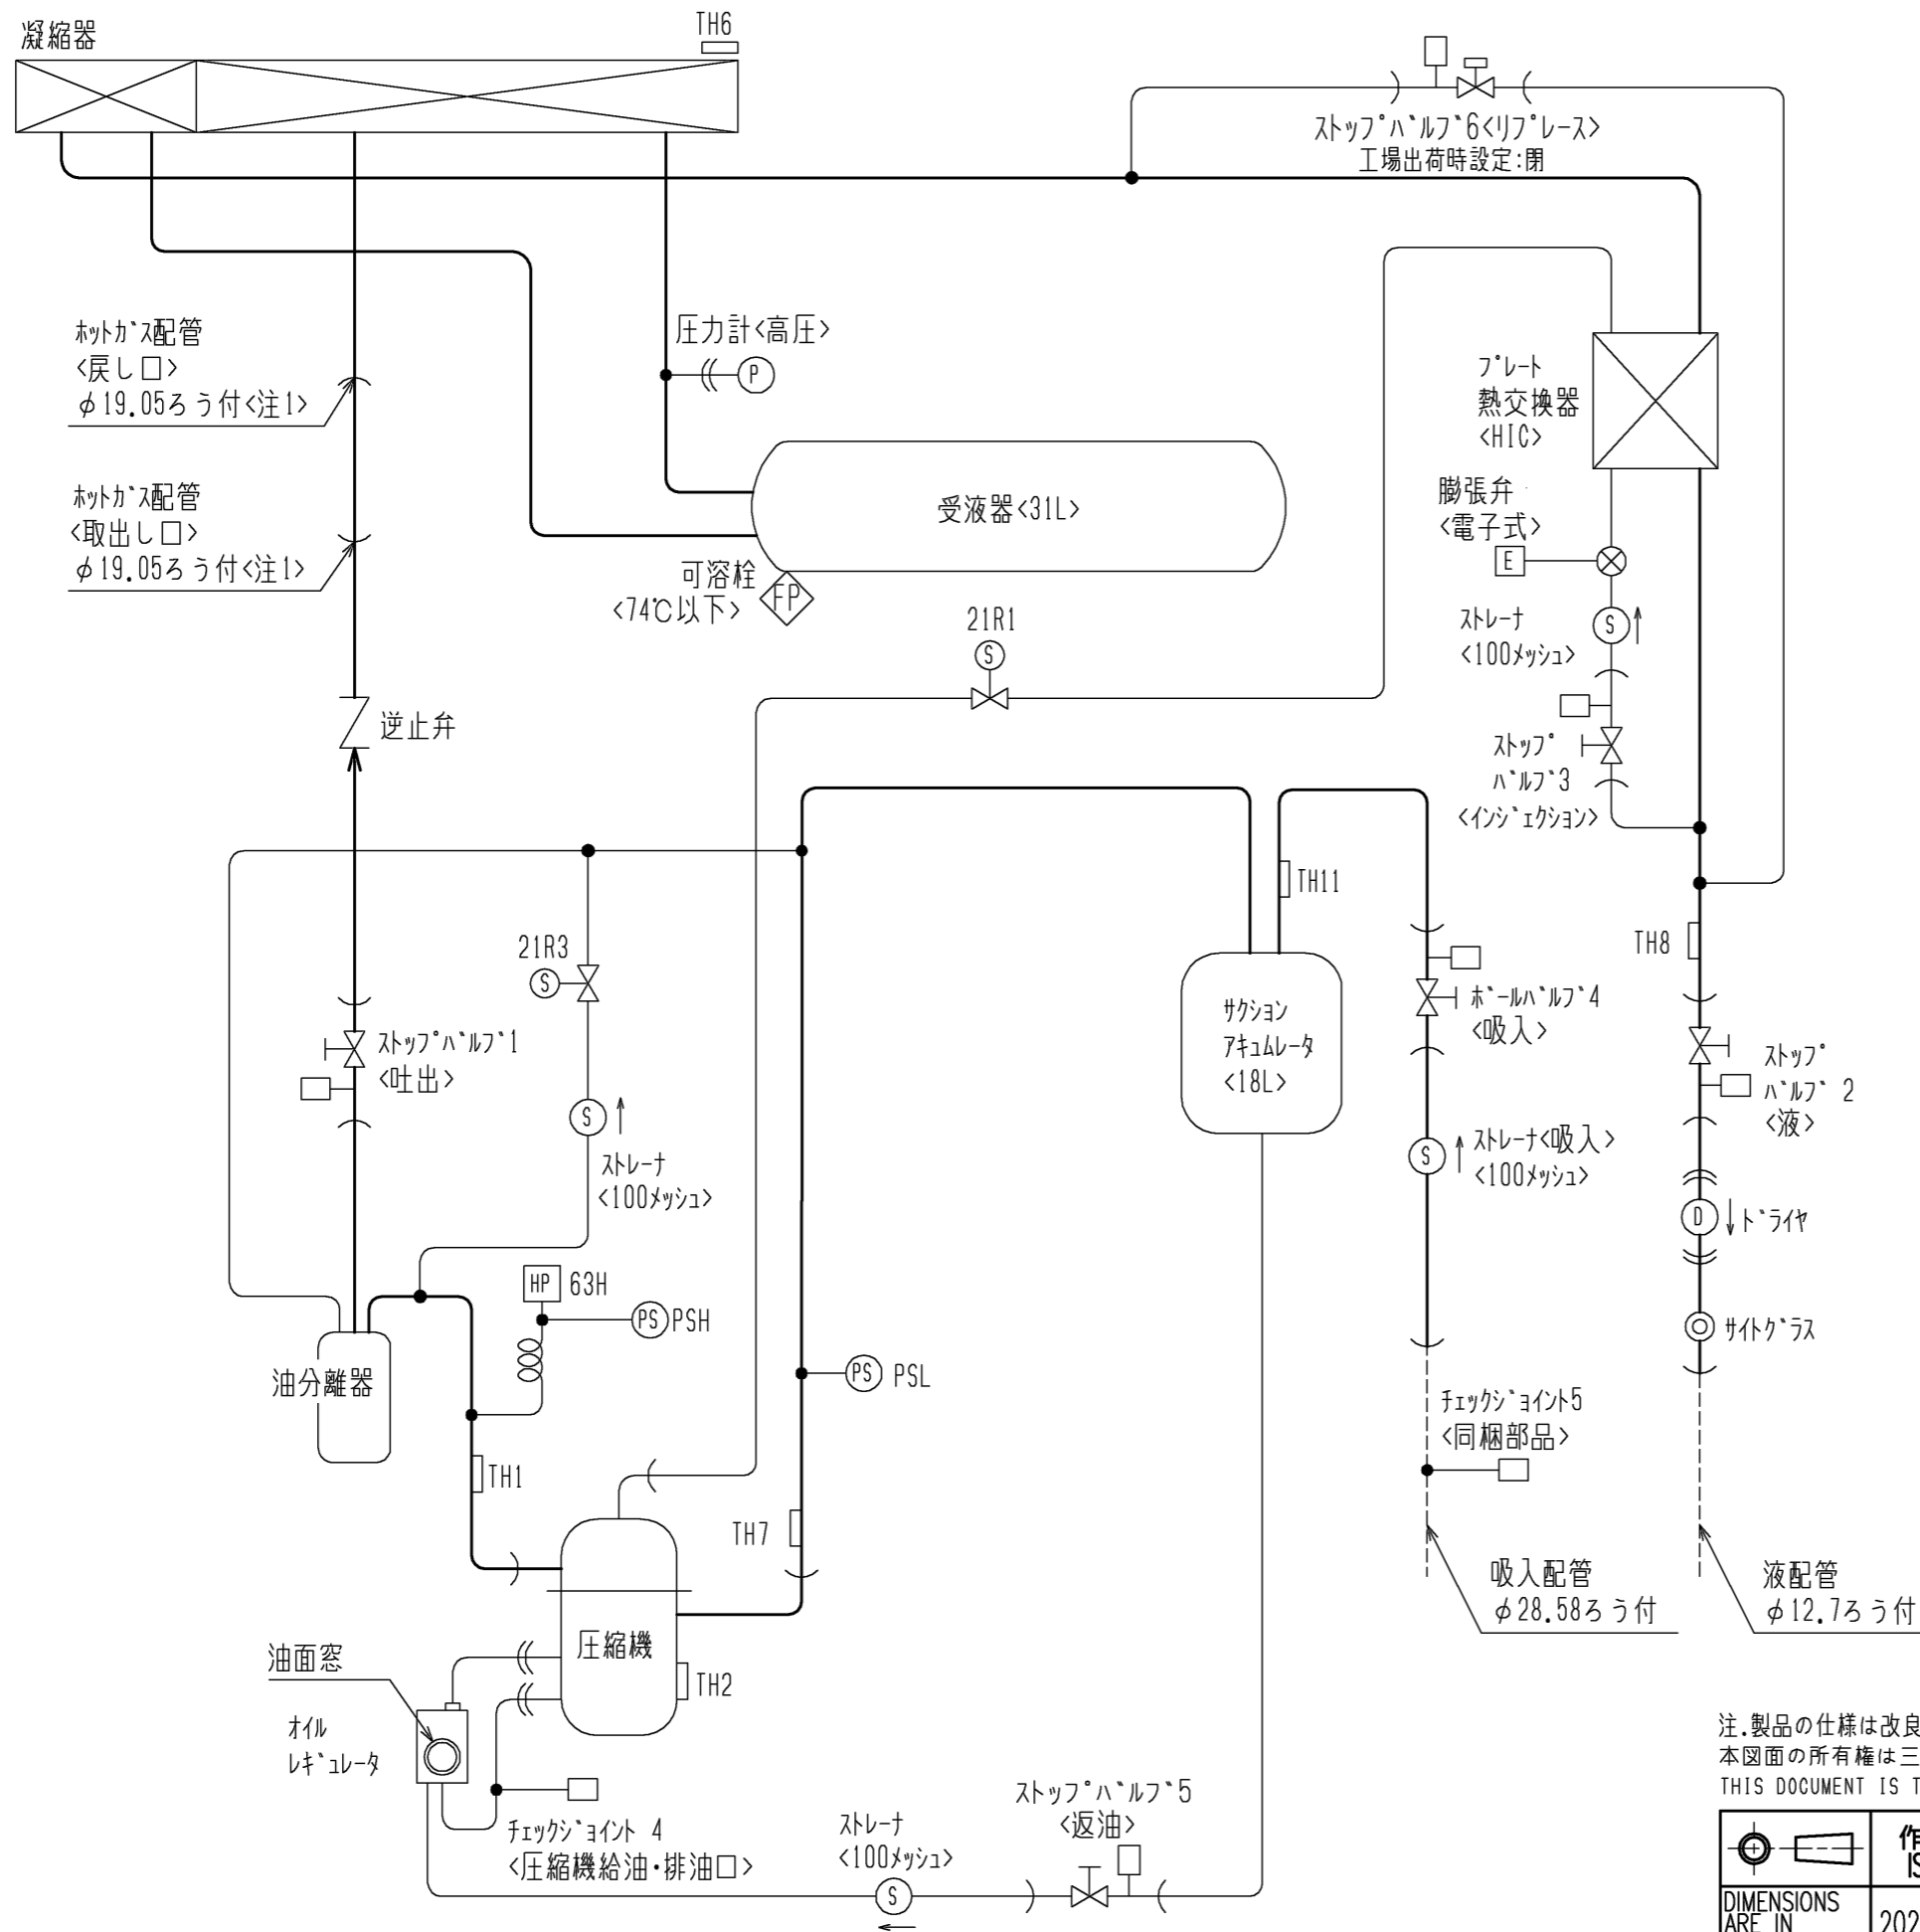 凝縮器
TH6
ストップバルブ6<リプレース>
工場出荷時設定:閉
ホットガス配管
<戻し口>
φ19.05ろう付<注1>
圧力計<高圧>
P
プレート
熱交換器
<HIC>
ホットガス配管
<取出し口>
φ19.05ろう付<注1>
受液器<31L>
膨張弁
<電子式>
E
可溶栓
<74℃以下>
FP
21R1
S
ストレーナ
<100メッシュ>
S
逆止弁
ストップ
バルブ3
<インジェクション>
TH11
21R3
S
TH8
サクション
アキュムレータ
<18L>
ボールバルブ4
<吸入>
ストップバルブ1
<吐出>
ストップ
バルブ 2
<液>
S
ストレーナ
<100メッシュ>
S
ストレーナ<吸入>
<100メッシュ>
D
ドライヤ
HP
63H
PS
PSH
サイトグラス
油分離器
PS
PSL
チェックジョイント5
<同梱部品>
TH1
TH7
吸入配管
φ28.58ろう付
液配管
φ12.7ろう付
圧縮機
油面窓
TH2
オイル
レギュレータ
注.製品の仕様は改良
本図面の所有権は三
THIS DOCUMENT IS T
チェックジョイント 4
<圧縮機給油・排油口>
ストレーナ
<100メッシュ>
S
ストップバルブ5
<返油>
作
IS
DIMENSIONS
ARE IN
202